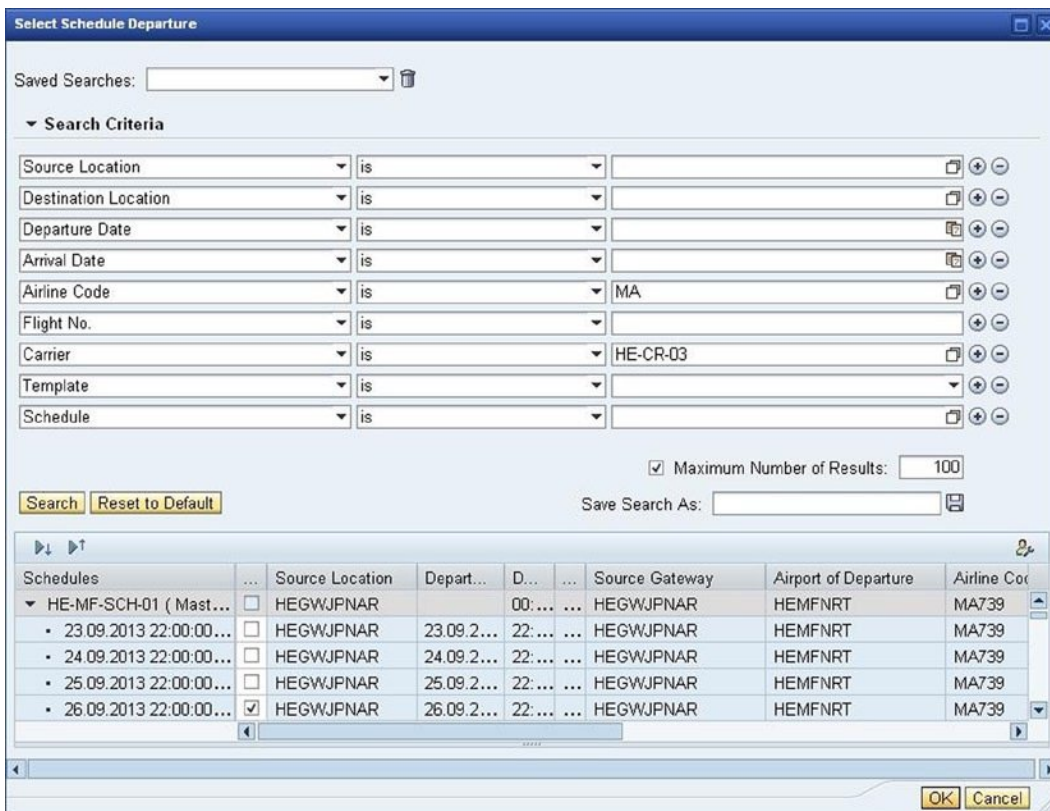 Select Schedule Departure
Saved Searches:
Search Criteria
Source Location is
Destination Location is
Departure Date is
Arrival Date is
Airline Code is MA
Flight No. is
Carrier is HE-CR-03
Template is
Schedule is
Maximum Number of Results: 100
Search Reset to Default Save Search As:
Schedules ... Source Location Depart... D... ... Source Gateway Airport of Departure Airline Cod
HE-MF-SCH-01 ( Mast... HEGWJPNAR 00:... ... HEGWJPNAR HEMFNRT MA739
23.09.2013 22:00:00... HEGWJPNAR 23.09.2... 22:... ... HEGWJPNAR HEMFNRT MA739
24.09.2013 22:00:00... HEGWJPNAR 24.09.2... 22:... ... HEGWJPNAR HEMFNRT MA739
25.09.2013 22:00:00... HEGWJPNAR 25.09.2... 22:... ... HEGWJPNAR HEMFNRT MA739
26.09.2013 22:00:00... HEGWJPNAR 26.09.2... 22:... ... HEGWJPNAR HEMFNRT MA739
OK Cancel